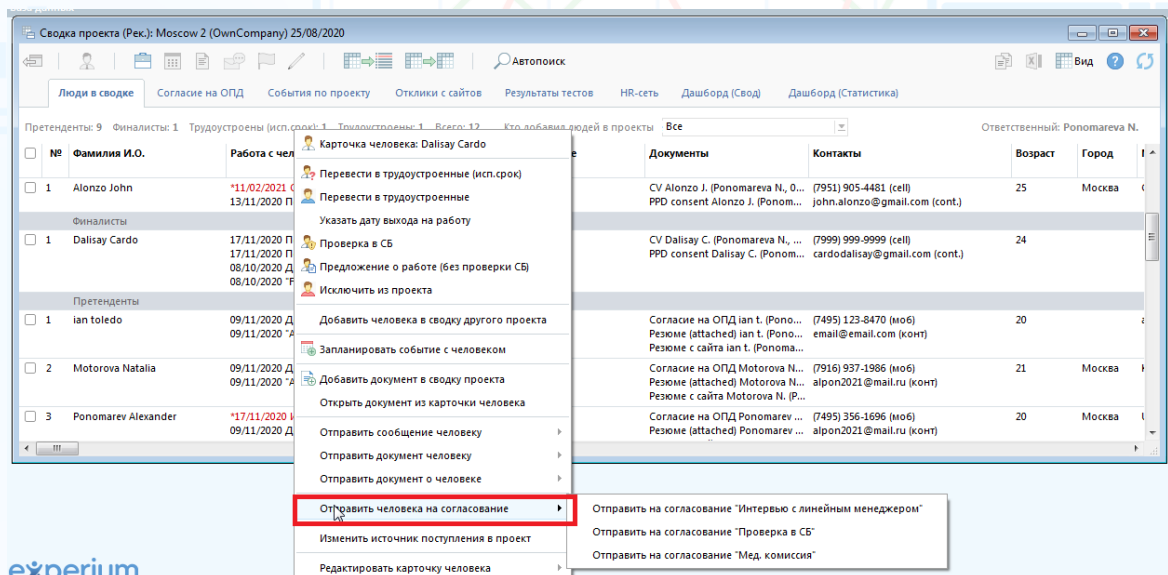 Сводка проекта (Рек.): Moscow 2 (OwnCompany) 25/08/2020
Автопоиск
Вид
Люди в сводке Согласие на ОПД События по проекту Отклики с сайтов Результаты тестов HR-сеть Дашборд (Свод) Дашборд (Статистика)
Претенденты: 9 Финалисты: 1 Трудоустроены (исп.срок): 1 Трудоустроены: 1 Всего: 12 Кто добавил людей в проекты Все Ответственный: Ponomareva N.
№ Фамилия И.О. Работа с чел Документы Контакты Возраст Город
1 Alonzo John *11/02/2021 CV Alonzo J. (Ponomareva N., 0... (7951) 905-4481 (cell) 25 Москва
13/11/2020 П PPD consent Alonzo J. (Ponom... john.alonzo@gmail.com (cont.)
Финалисты
1 Dalisay Cardo 17/11/2020 П CV Dalisay C. (Ponomareva N., ... (7999) 999-9999 (cell) 24
17/11/2020 П PPD consent Dalisay C. (Ponom... cardodalisay@gmail.com (cont.)
08/10/2020 Д
08/10/2020 "F
Претенденты
1 ian toledo 09/11/2020 Д Согласие на ОПД ian t. (Pono... (7495) 123-8470 (моб) 20
09/11/2020 "А Резюме (attached) ian t. (Pono... email@email.com (конт)
Резюме с сайта ian t. (Ponoma...
2 Motorova Natalia 09/11/2020 Д Согласие на ОПД Motorova N... (7916) 937-1986 (моб) 21 Москва
09/11/2020 "А Резюме (attached) Motorova N... alpon2021@mail.ru (конт)
Резюме с сайта Motorova N. (P...
3 Ponomarev Alexander *17/11/2020 Согласие на ОПД Ponomarev ... (7495) 356-1696 (моб) 20 Москва
09/11/2020 Д Резюме (attached) Ponomarev ... alpon2021@mail.ru (конт)
Карточка человека: Dalisay Cardo
Перевести в трудоустроенные (исп.срок)
Перевести в трудоустроенные
Указать дату выхода на работу
Проверка в СБ
Предложение о работе (без проверки СБ)
Исключить из проекта
Добавить человека в сводку другого проекта
Запланировать событие с человеком
Добавить документ в сводку проекта
Открыть документ из карточки человека
Отправить сообщение человеку
Отправить документ человеку
Отправить документ о человеке
Отправить человека на согласование
Изменить источник поступления в проект
Редактировать карточку человека
Отправить на согласование "Интервью с линейным менеджером"
Отправить на согласование "Проверка в СБ"
Отправить на согласование "Мед. комиссия"
experium